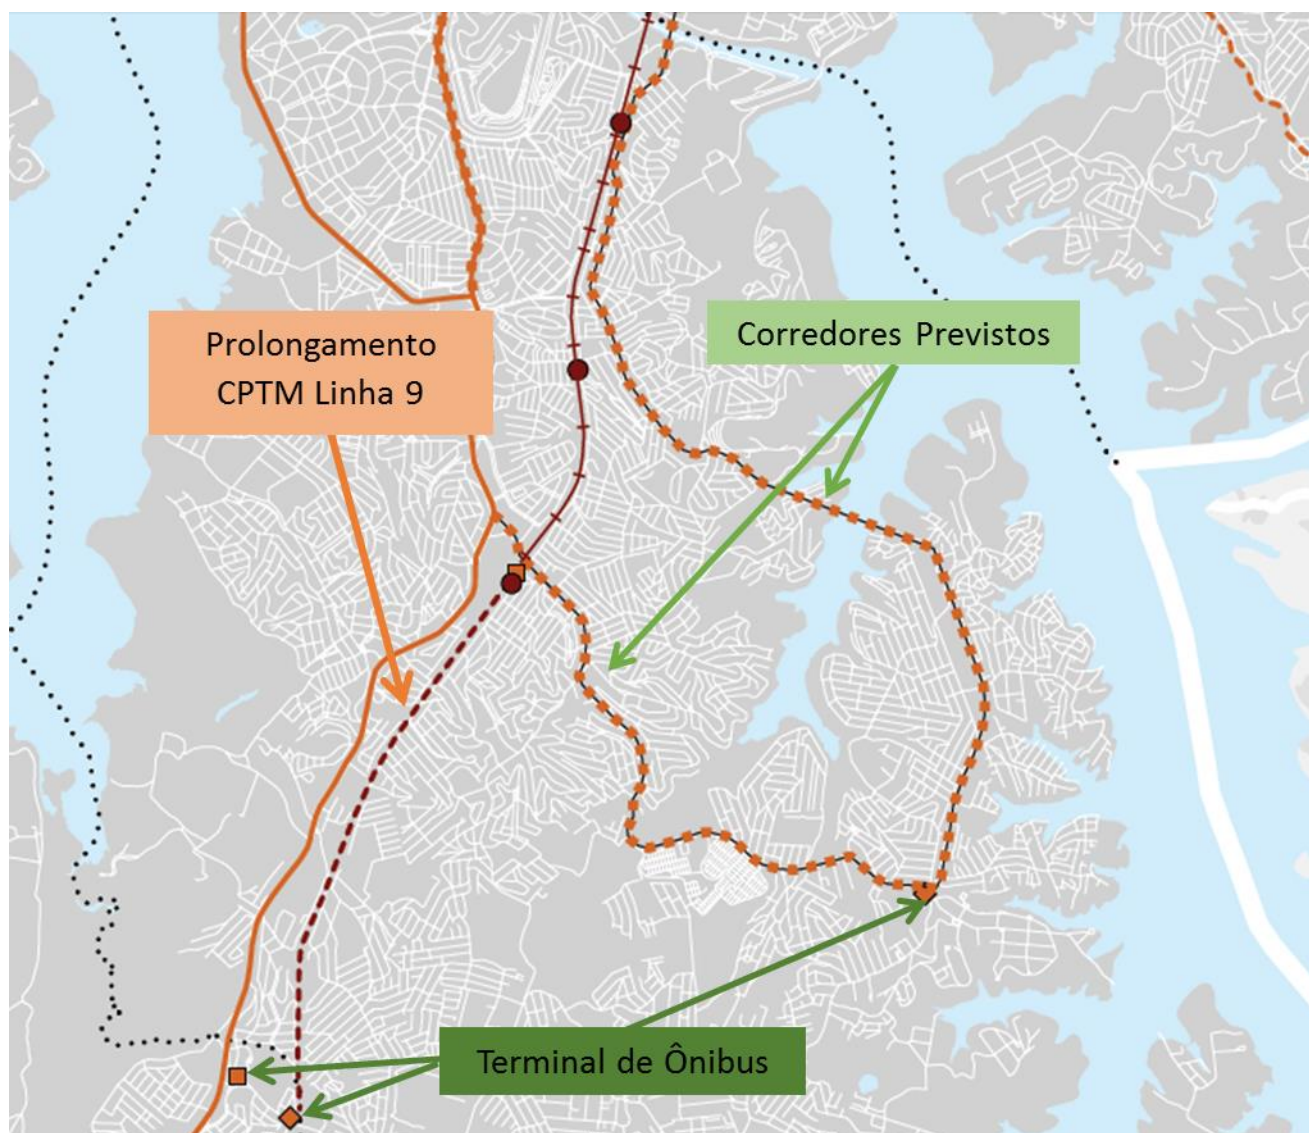 Prolongamento
CPTM Linha 9
Corredores Previstos
Terminal de Ônibus